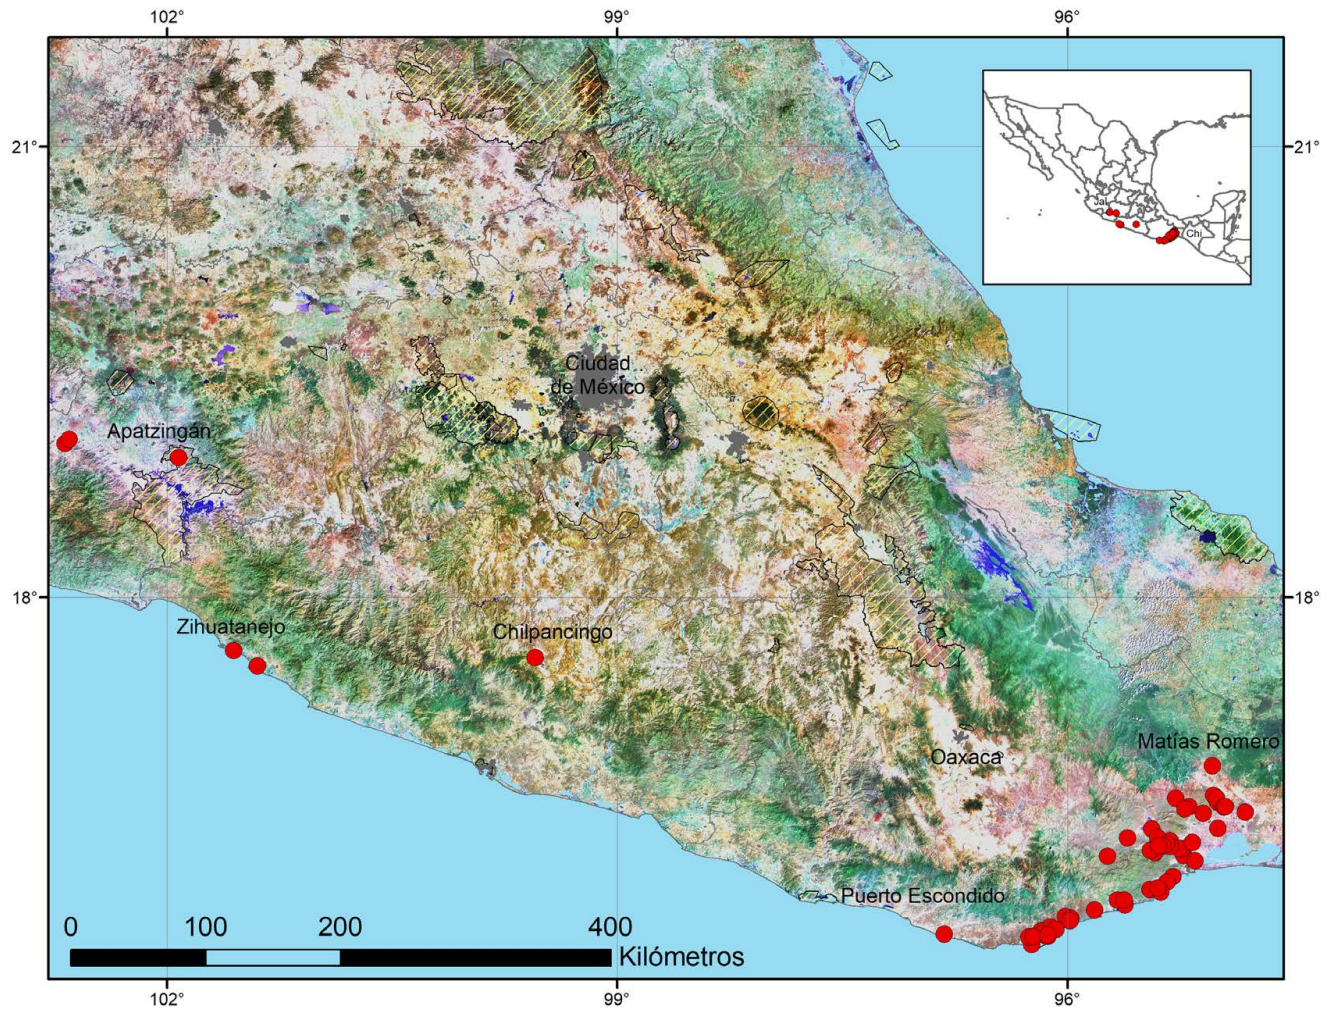 102°
99°
96°
21°
21°
Jal
Chi
Ciudad
de México
Apatzingán
18°
18°
Zihuatanejo
Chilpancingo
Matías Romero
Oaxaca
Puerto Escondido
0
100
200
400
Kilómetros
102°
99°
96°